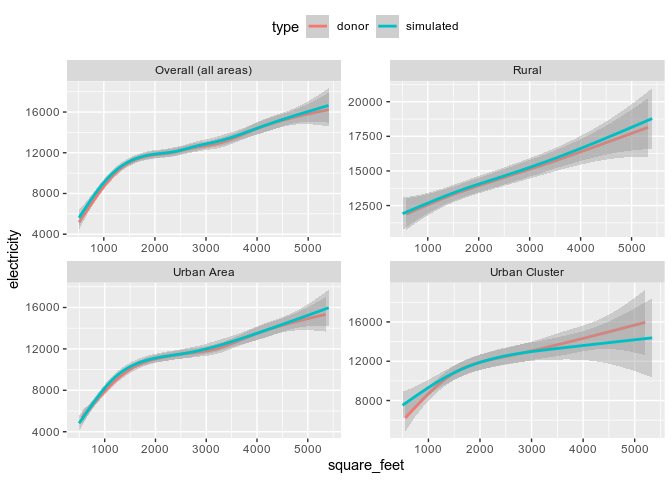 type donor simulated
Overall (all areas) Rural
16000
12000
8000
4000
20000
17500
15000
12500
1000 2000 3000 4000 5000
1000 2000 3000 4000 5000
electricity
Urban Area Urban Cluster
16000
12000
8000
4000
16000
12000
8000
1000 2000 3000 4000 5000
1000 2000 3000 4000 5000
square_feet